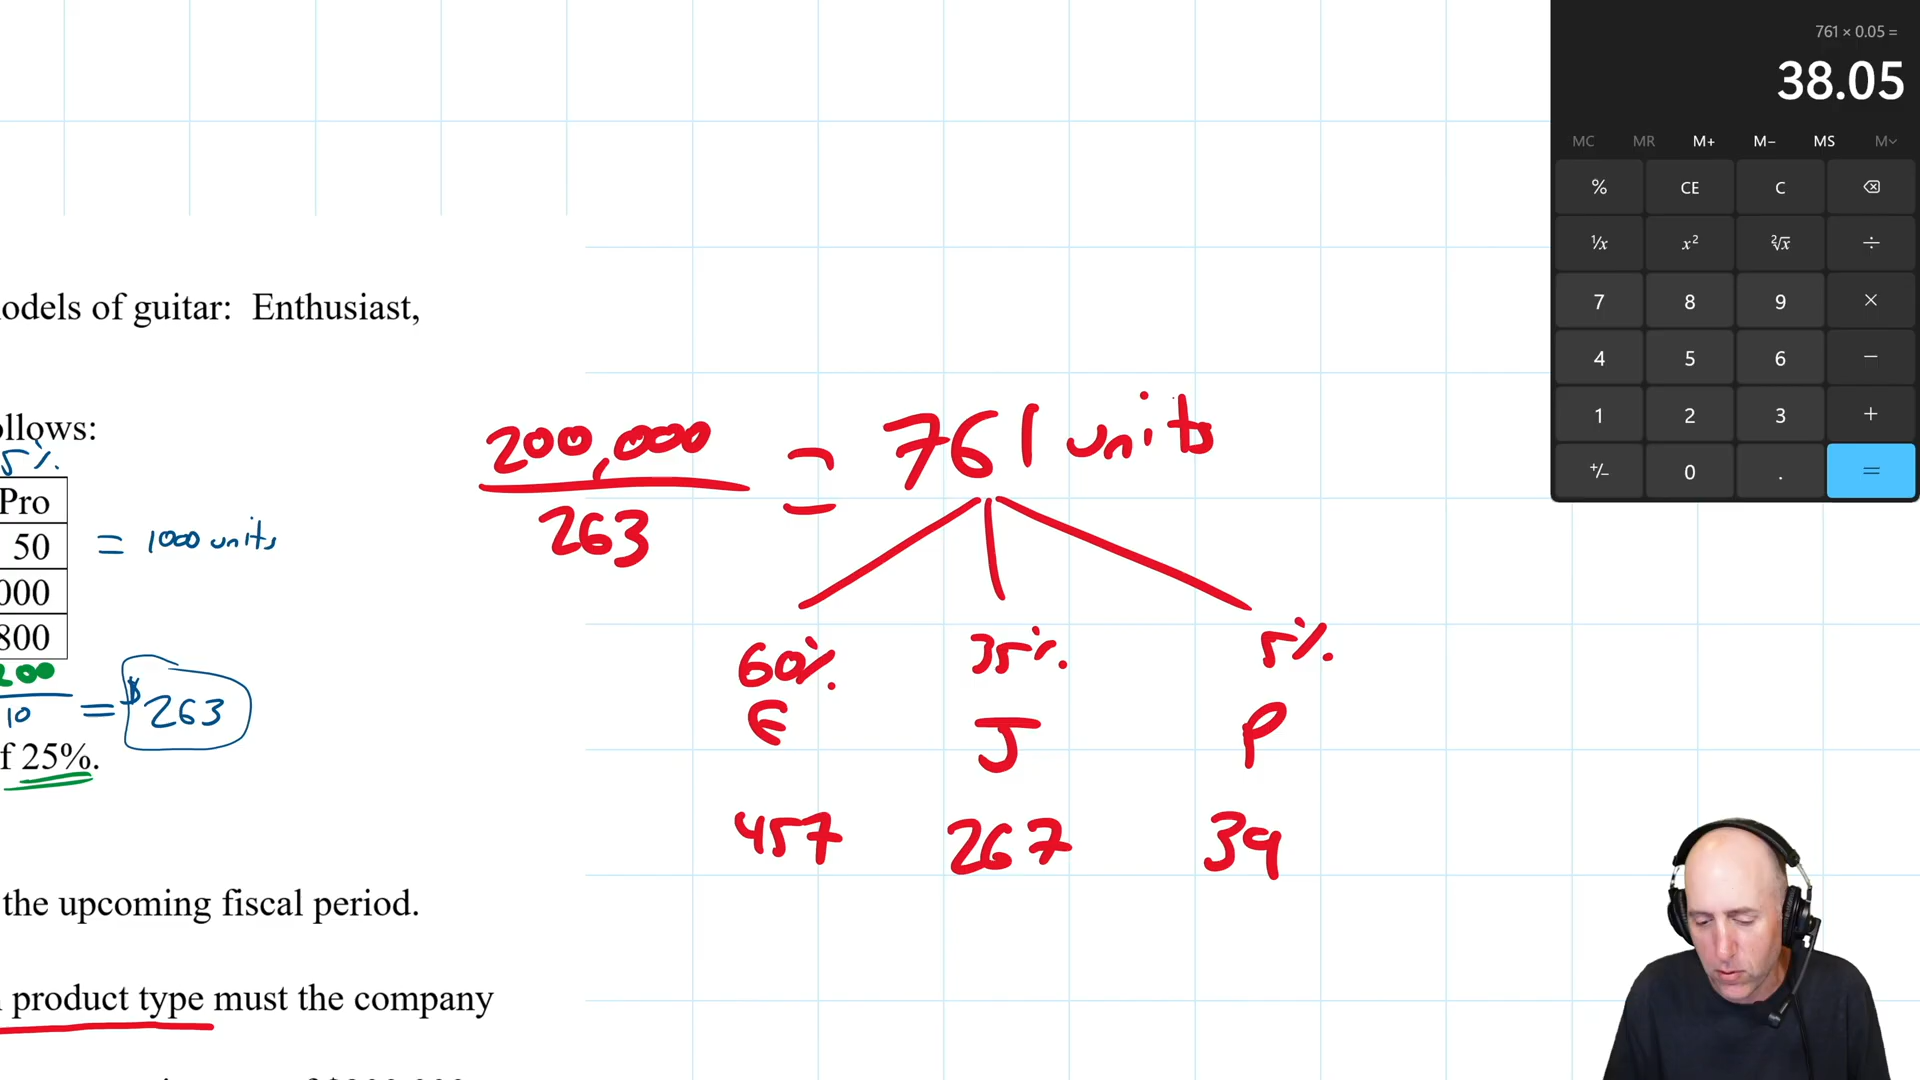 761 × 0.05 =
38.05
MC MR M+ M− MS M˅
% CE C
¹/x x² ²√x ÷
7 8 9 ×
4 5 6 −
1 2 3 +
+/− 0 . =
odels of guitar: Enthusiast,
ollows:
5%
Pro
50 = 1000 units
000
800
200
10 = $263
f 25%.
the upcoming fiscal period.
product type must the company
200,000
263
= 761 units
60% 35% 5%
E J P
457 267 39